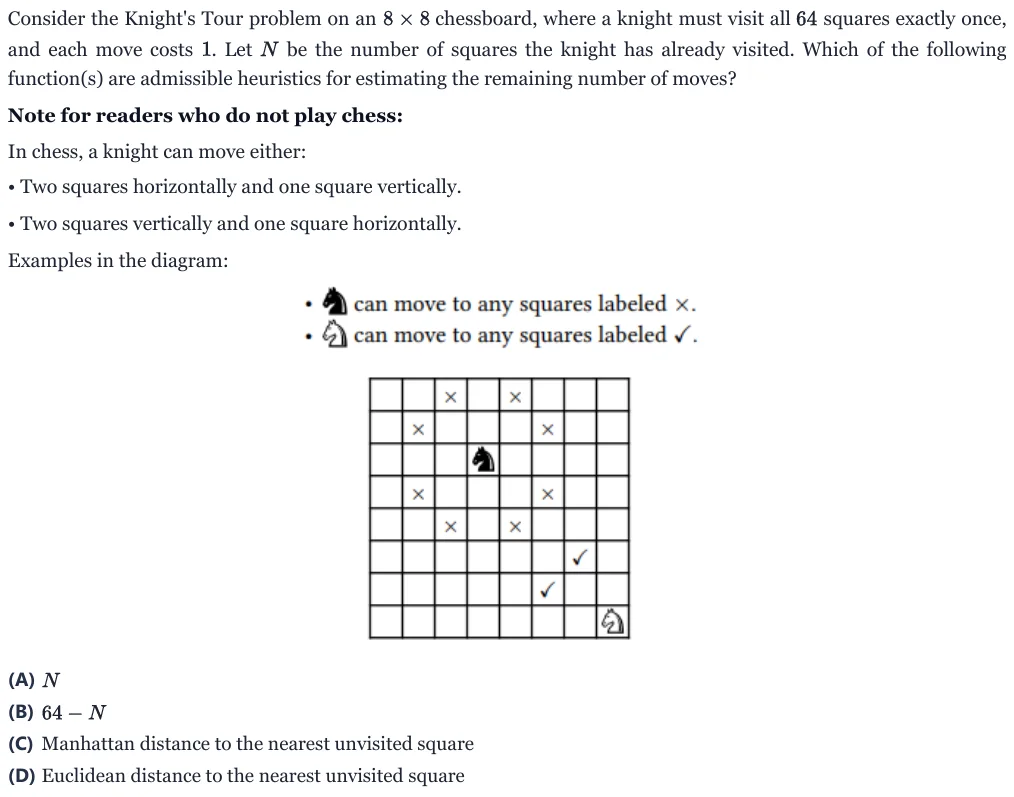 Consider the Knight's Tour problem on an 8 × 8 chessboard, where a knight must visit all 64 squares exactly once,
and each move costs 1. Let N be the number of squares the knight has already visited. Which of the following
function(s) are admissible heuristics for estimating the remaining number of moves?
Note for readers who do not play chess:
In chess, a knight can move either:
• Two squares horizontally and one square vertically.
• Two squares vertically and one square horizontally.
Examples in the diagram:
• ♞ can move to any squares labeled ×.
• ♘ can move to any squares labeled ✓.
× ×
× ×
♞
× ×
× ×
✓
✓
♘
(A) N
(B) 64 − N
(C) Manhattan distance to the nearest unvisited square
(D) Euclidean distance to the nearest unvisited square